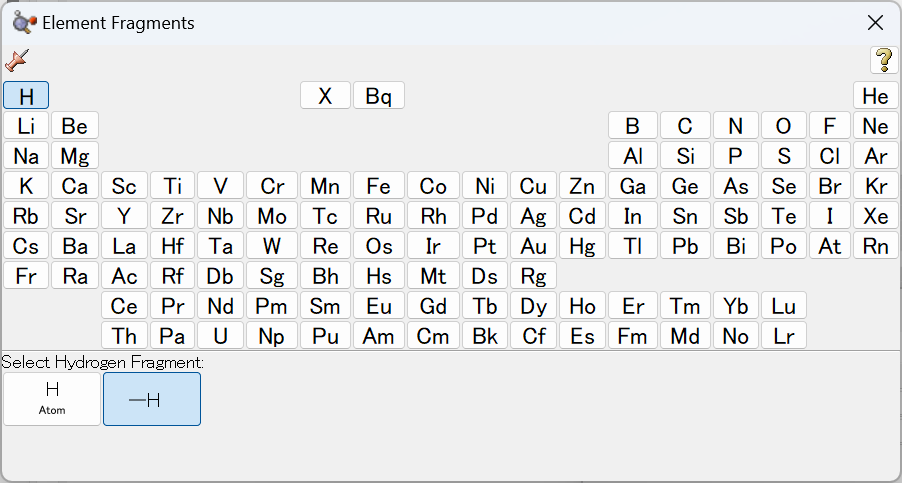 Element Fragments
?
H X Bq He
Li Be B C N O F Ne
Na Mg Al Si P S Cl Ar
K Ca Sc Ti V Cr Mn Fe Co Ni Cu Zn Ga Ge As Se Br Kr
Rb Sr Y Zr Nb Mo Tc Ru Rh Pd Ag Cd In Sn Sb Te I Xe
Cs Ba La Hf Ta W Re Os Ir Pt Au Hg Tl Pb Bi Po At Rn
Fr Ra Ac Rf Db Sg Bh Hs Mt Ds Rg
Ce Pr Nd Pm Sm Eu Gd Tb Dy Ho Er Tm Yb Lu
Th Pa U Np Pu Am Cm Bk Cf Es Fm Md No Lr
Select Hydrogen Fragment:
H —H
Atom